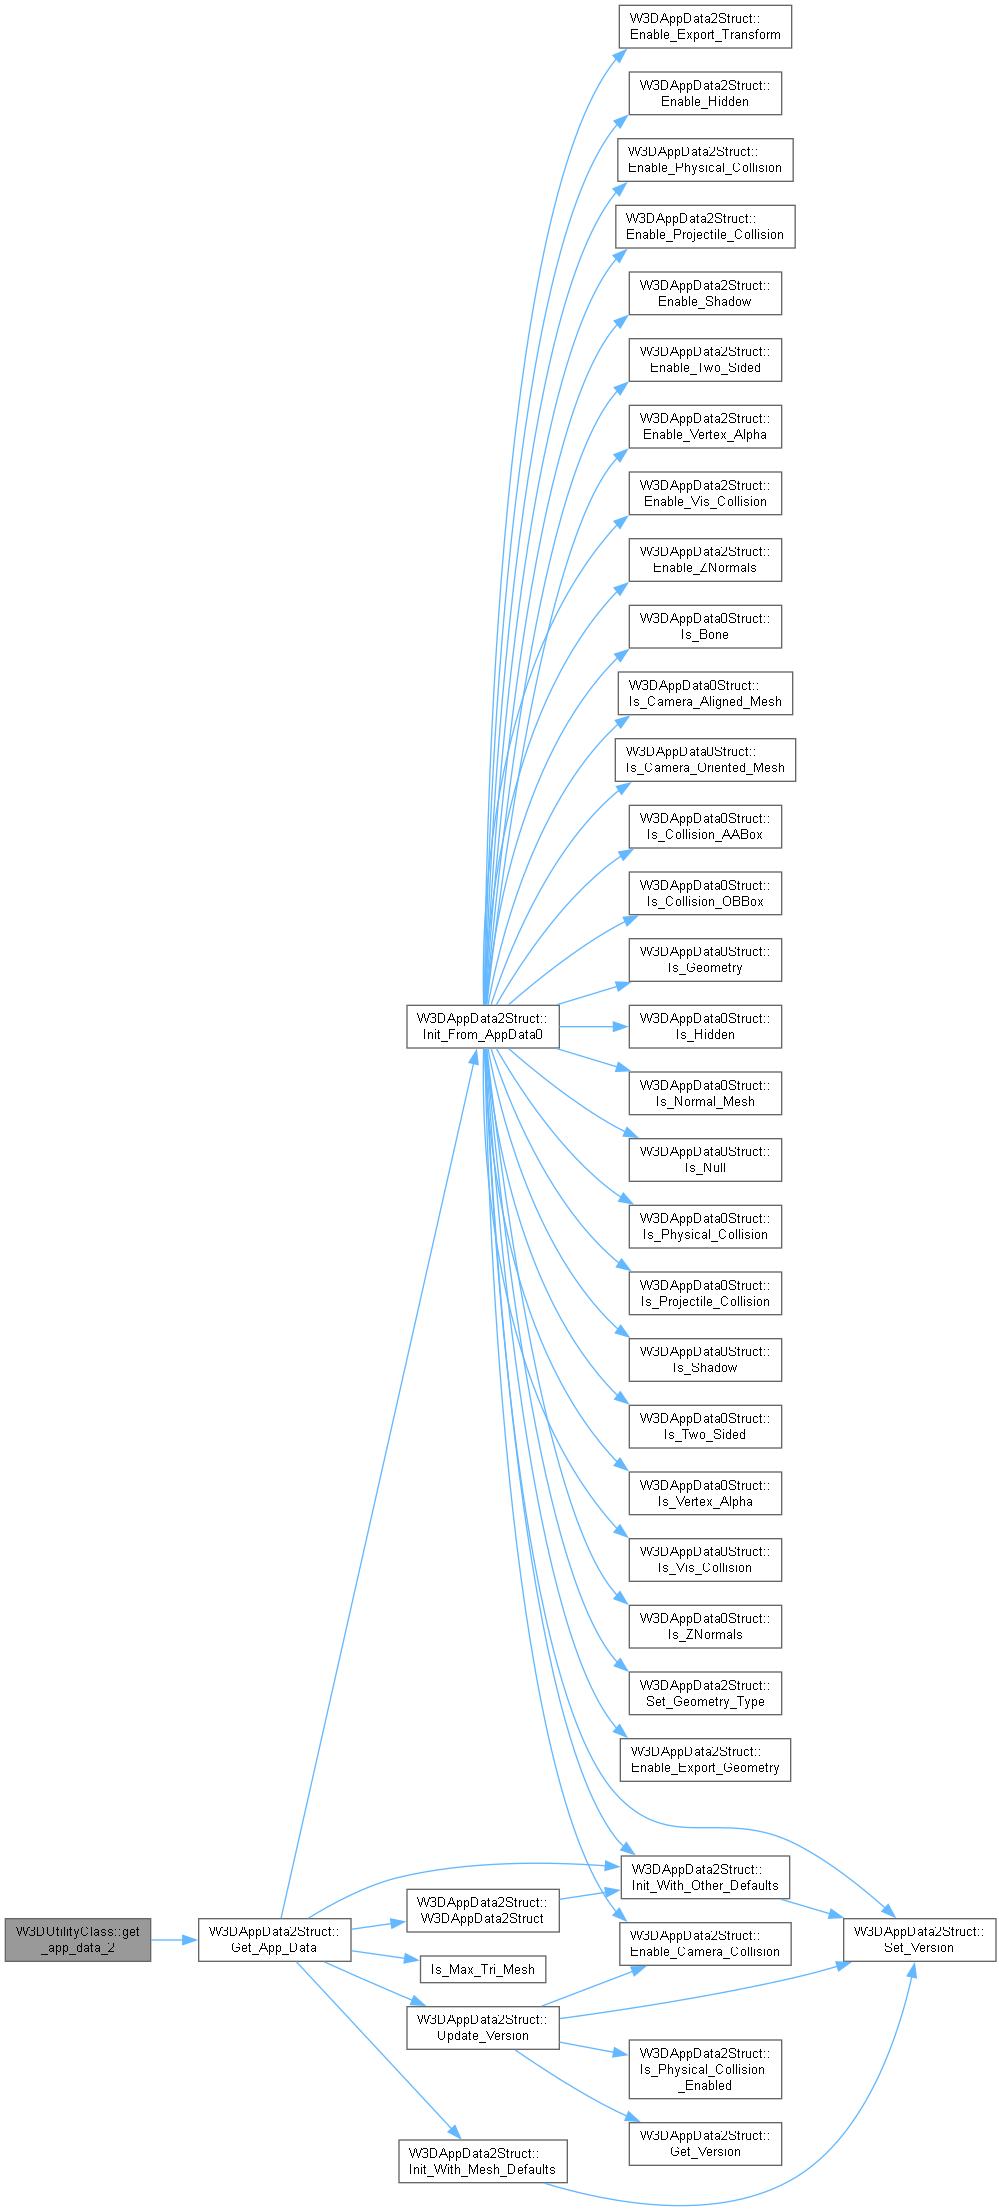 W3DAppData2Struct::
Enable_Export_Transform
W3DAppData2Struct::
Enable_Hidden
W3DAppData2Struct::
Enable_Physical_Collision
W3DAppData2Struct::
Enable_Projectile_Collision
W3DAppData2Struct::
Enable_Shadow
W3DAppData2Struct::
Enable_Two_Sided
W3DAppData2Struct::
Enable_Vertex_Alpha
W3DAppData2Struct::
Enable_Vis_Collision
W3DAppData2Struct::
Enable_ZNormals
W3DAppData0Struct::
Is_Bone
W3DAppData0Struct::
Is_Camera_Aligned_Mesh
W3DAppData0Struct::
Is_Camera_Oriented_Mesh
W3DAppData0Struct::
Is_Collision_AABox
W3DAppData0Struct::
Is_Collision_OBBox
W3DAppData0Struct::
Is_Geometry
W3DAppData2Struct::
Init_From_AppData0
W3DAppData0Struct::
Is_Hidden
W3DAppData0Struct::
Is_Normal_Mesh
W3DAppData0Struct::
Is_Null
W3DAppData0Struct::
Is_Physical_Collision
W3DAppData0Struct::
Is_Projectile_Collision
W3DAppData0Struct::
Is_Shadow
W3DAppData0Struct::
Is_Two_Sided
W3DAppData0Struct::
Is_Vertex_Alpha
W3DAppData0Struct::
Is_Vis_Collision
W3DAppData0Struct::
Is_ZNormals
W3DAppData2Struct::
Set_Geometry_Type
W3DAppData2Struct::
Enable_Export_Geometry
W3DAppData2Struct::
Init_With_Other_Defaults
W3DAppData2Struct::
W3DAppData2Struct
W3DUtilityClass::get
_app_data_2
W3DAppData2Struct::
Get_App_Data
W3DAppData2Struct::
Enable_Camera_Collision
W3DAppData2Struct::
Set_Version
Is_Max_Tri_Mesh
W3DAppData2Struct::
Update_Version
W3DAppData2Struct::
Is_Physical_Collision
_Enabled
W3DAppData2Struct::
Get_Version
W3DAppData2Struct::
Init_With_Mesh_Defaults